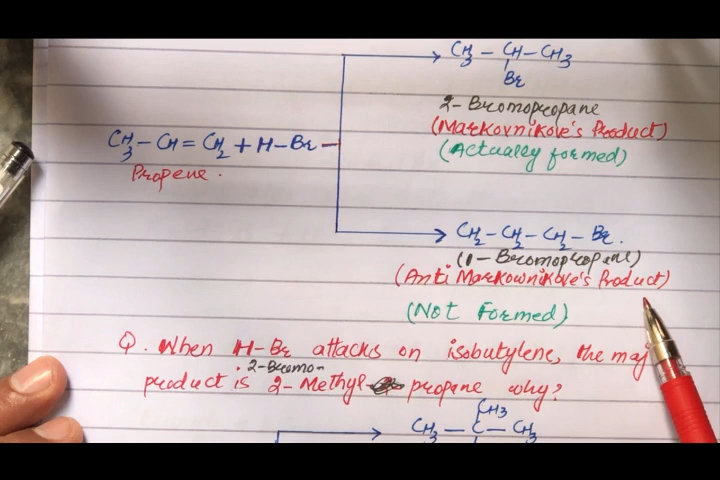 CH3 - CH - CH3
Br
2-Bromopropane
(Markovnikove's Product)
(Actually formed)
CH3 - CH = CH2 + H - Br
Propene.
CH2 - CH2 - CH2 - Br.
(1-Bromopropene)
(Anti Markownikove's Product)
(Not Formed)
Q. When H-Br attacks on isobutylene, the maj
2-Bromo-
product is 2-Methyl propane why?
CH3
CH3 - C - CH3